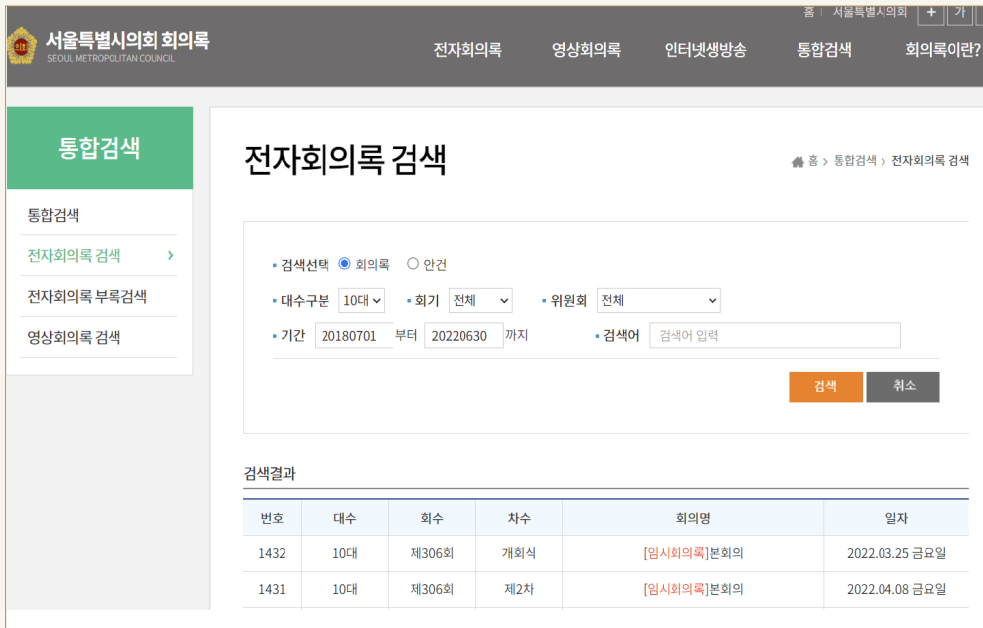 홈 | 서울특별시의회 + 가
서울특별시의회 회의록
SEOUL METROPOLITAN COUNCIL
전자회의록 영상회의록 인터넷생방송 통합검색 회의록이란?
통합검색
통합검색
전자회의록 검색 >
전자회의록 부록검색
영상회의록 검색
전자회의록 검색
홈 > 통합검색 > 전자회의록 검색
검색선택 회의록 안건
대수구분 10대 회기 전체 위원회 전체
기간 20180701 부터 20220630 까지 검색어 검색어 입력
검색 취소
검색결과
번호 대수 회수 차수 회의명 일자
1432 10대 제306회 개회식 [임시회의록]본회의 2022.03.25 금요일
1431 10대 제306회 제2차 [임시회의록]본회의 2022.04.08 금요일